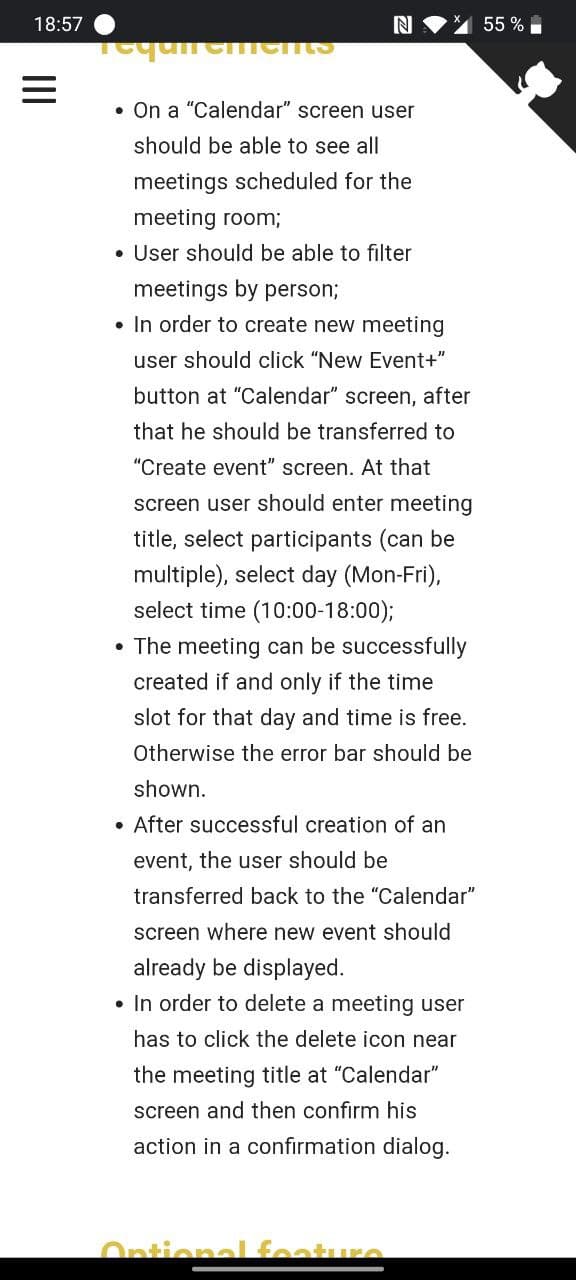 18:57
55 %
requirements
• On a “Calendar” screen user
should be able to see all
meetings scheduled for the
meeting room;
• User should be able to filter
meetings by person;
• In order to create new meeting
user should click “New Event+”
button at “Calendar” screen, after
that he should be transferred to
“Create event” screen. At that
screen user should enter meeting
title, select participants (can be
multiple), select day (Mon-Fri),
select time (10:00-18:00);
• The meeting can be successfully
created if and only if the time
slot for that day and time is free.
Otherwise the error bar should be
shown.
• After successful creation of an
event, the user should be
transferred back to the “Calendar”
screen where new event should
already be displayed.
• In order to delete a meeting user
has to click the delete icon near
the meeting title at “Calendar”
screen and then confirm his
action in a confirmation dialog.
Optional feature